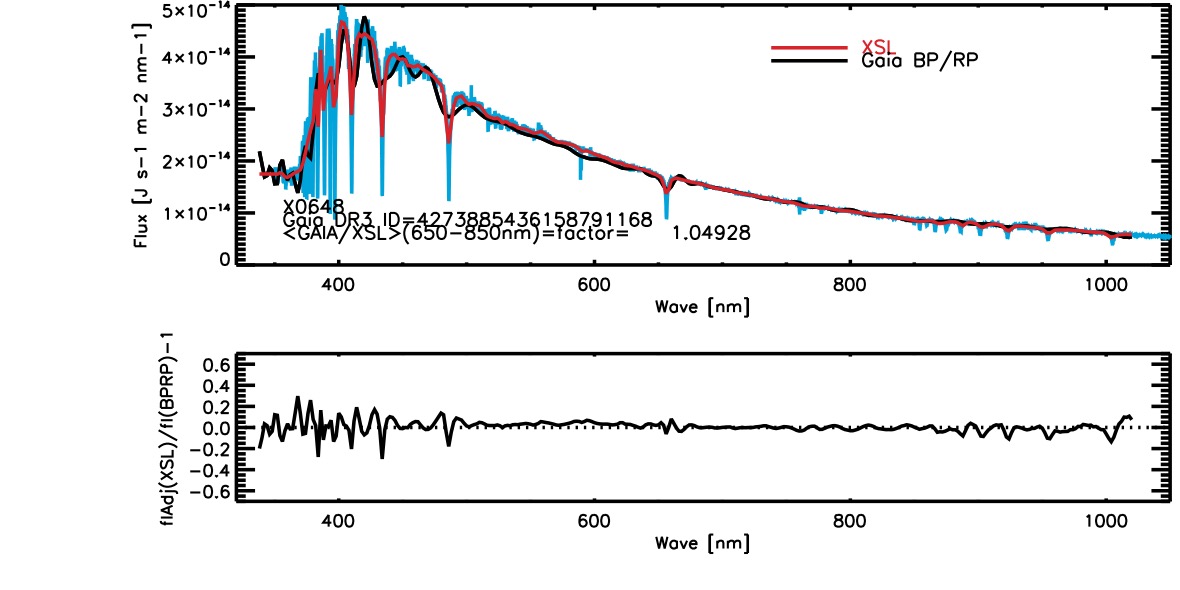 5×10−14
4×10−14
3×10−14
2×10−14
1×10−14
0
Flux [J s−1 m−2 nm−1]
XSL
Gaia BP/RP
X0648
Gaia DR3 ID=4273885436158791168
<GAIA/XSL>(650−850nm)=factor= 1.04928
400 600 800 1000
Wave [nm]
flAdj(XSL)/fl(BPRP)−1
0.6
0.4
0.2
0.0
−0.2
−0.4
−0.6
400 600 800 1000
Wave [nm]